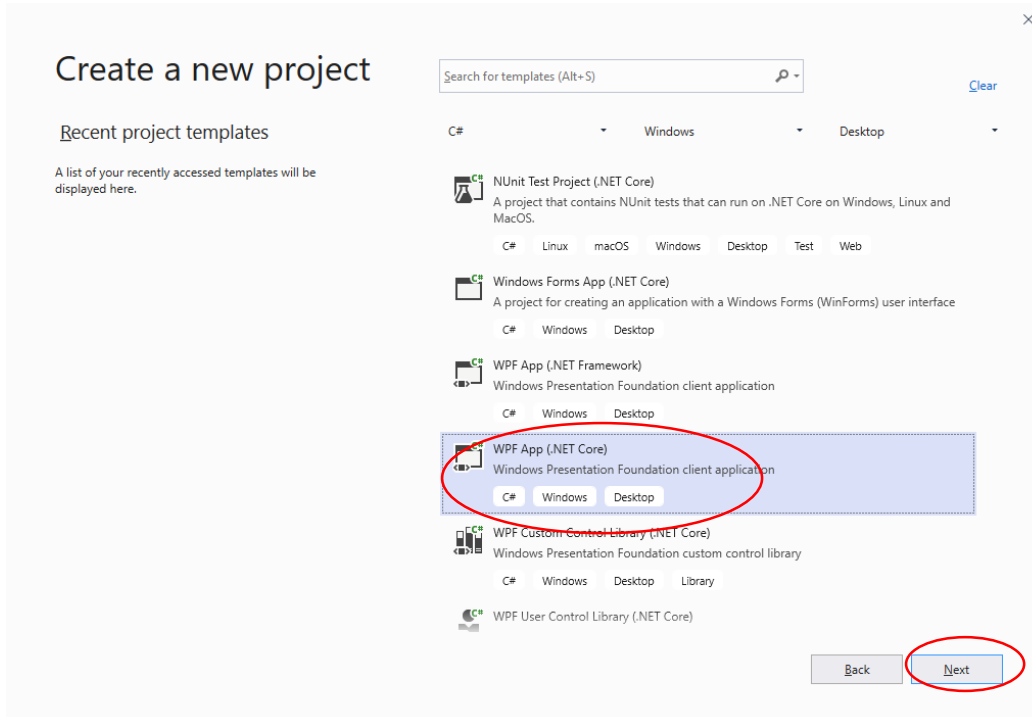 Create a new project
Search for templates (Alt+S)
Clear
Recent project templates
C# Windows Desktop
A list of your recently accessed templates will be
displayed here.
C#
NUnit Test Project (.NET Core)
A project that contains NUnit tests that can run on .NET Core on Windows, Linux and
MacOS.
C# Linux macOS Windows Desktop Test Web
C#
Windows Forms App (.NET Core)
A project for creating an application with a Windows Forms (WinForms) user interface
C# Windows Desktop
C#
WPF App (.NET Framework)
Windows Presentation Foundation client application
C# Windows Desktop
C#
WPF App (.NET Core)
Windows Presentation Foundation client application
C# Windows Desktop
C#
WPF Custom Control Library (.NET Core)
Windows Presentation Foundation custom control library
C# Windows Desktop Library
C#
WPF User Control Library (.NET Core)
Back
Next